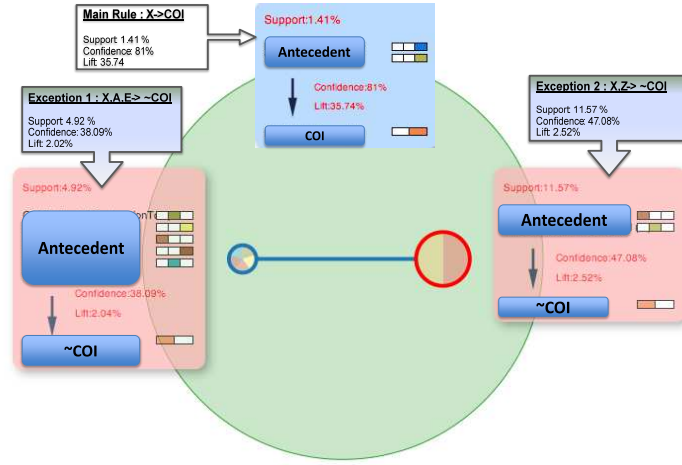 Main Rule : X->COI
Support 1.41 %
Confidence: 81%
Lift 35.74
Support:1.41%
Antecedent
Confidence:81%
Lift:35.74%
COI
Exception 1 : X,A,E-> ~COI
Support 4.92 %
Confidence: 38.09%
Lift: 2.02%
Support:4.92%
Antecedent
Confidence:38.09%
Lift:2.04%
~COI
Exception 2 : X,Z-> ~COI
Support 11.57 %
Confidence: 47.08%
Lift: 2.52%
Support:11.57%
Antecedent
Confidence:47.08%
Lift:2.52%
~COI